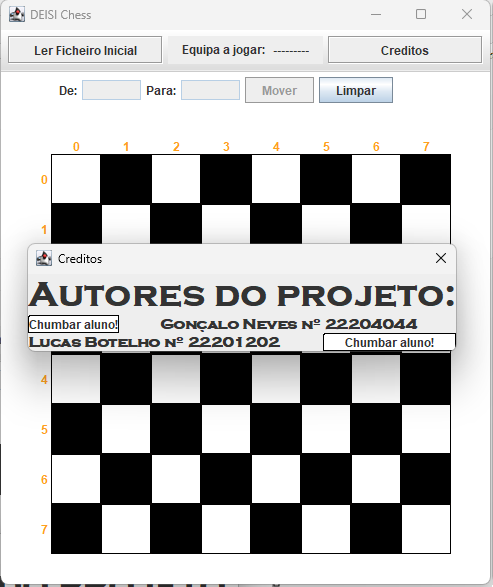 DEISI Chess
Ler Ficheiro Inicial Equipa a jogar: --------- Creditos
De: Para: Mover Limpar
0 1 2 3 4 5 6 7
0
1
Creditos
Autores do projeto:
Chumbar aluno! Gonçalo Neves nº 22204044
Lucas Botelho nº 22201202 Chumbar aluno!
4
5
6
7